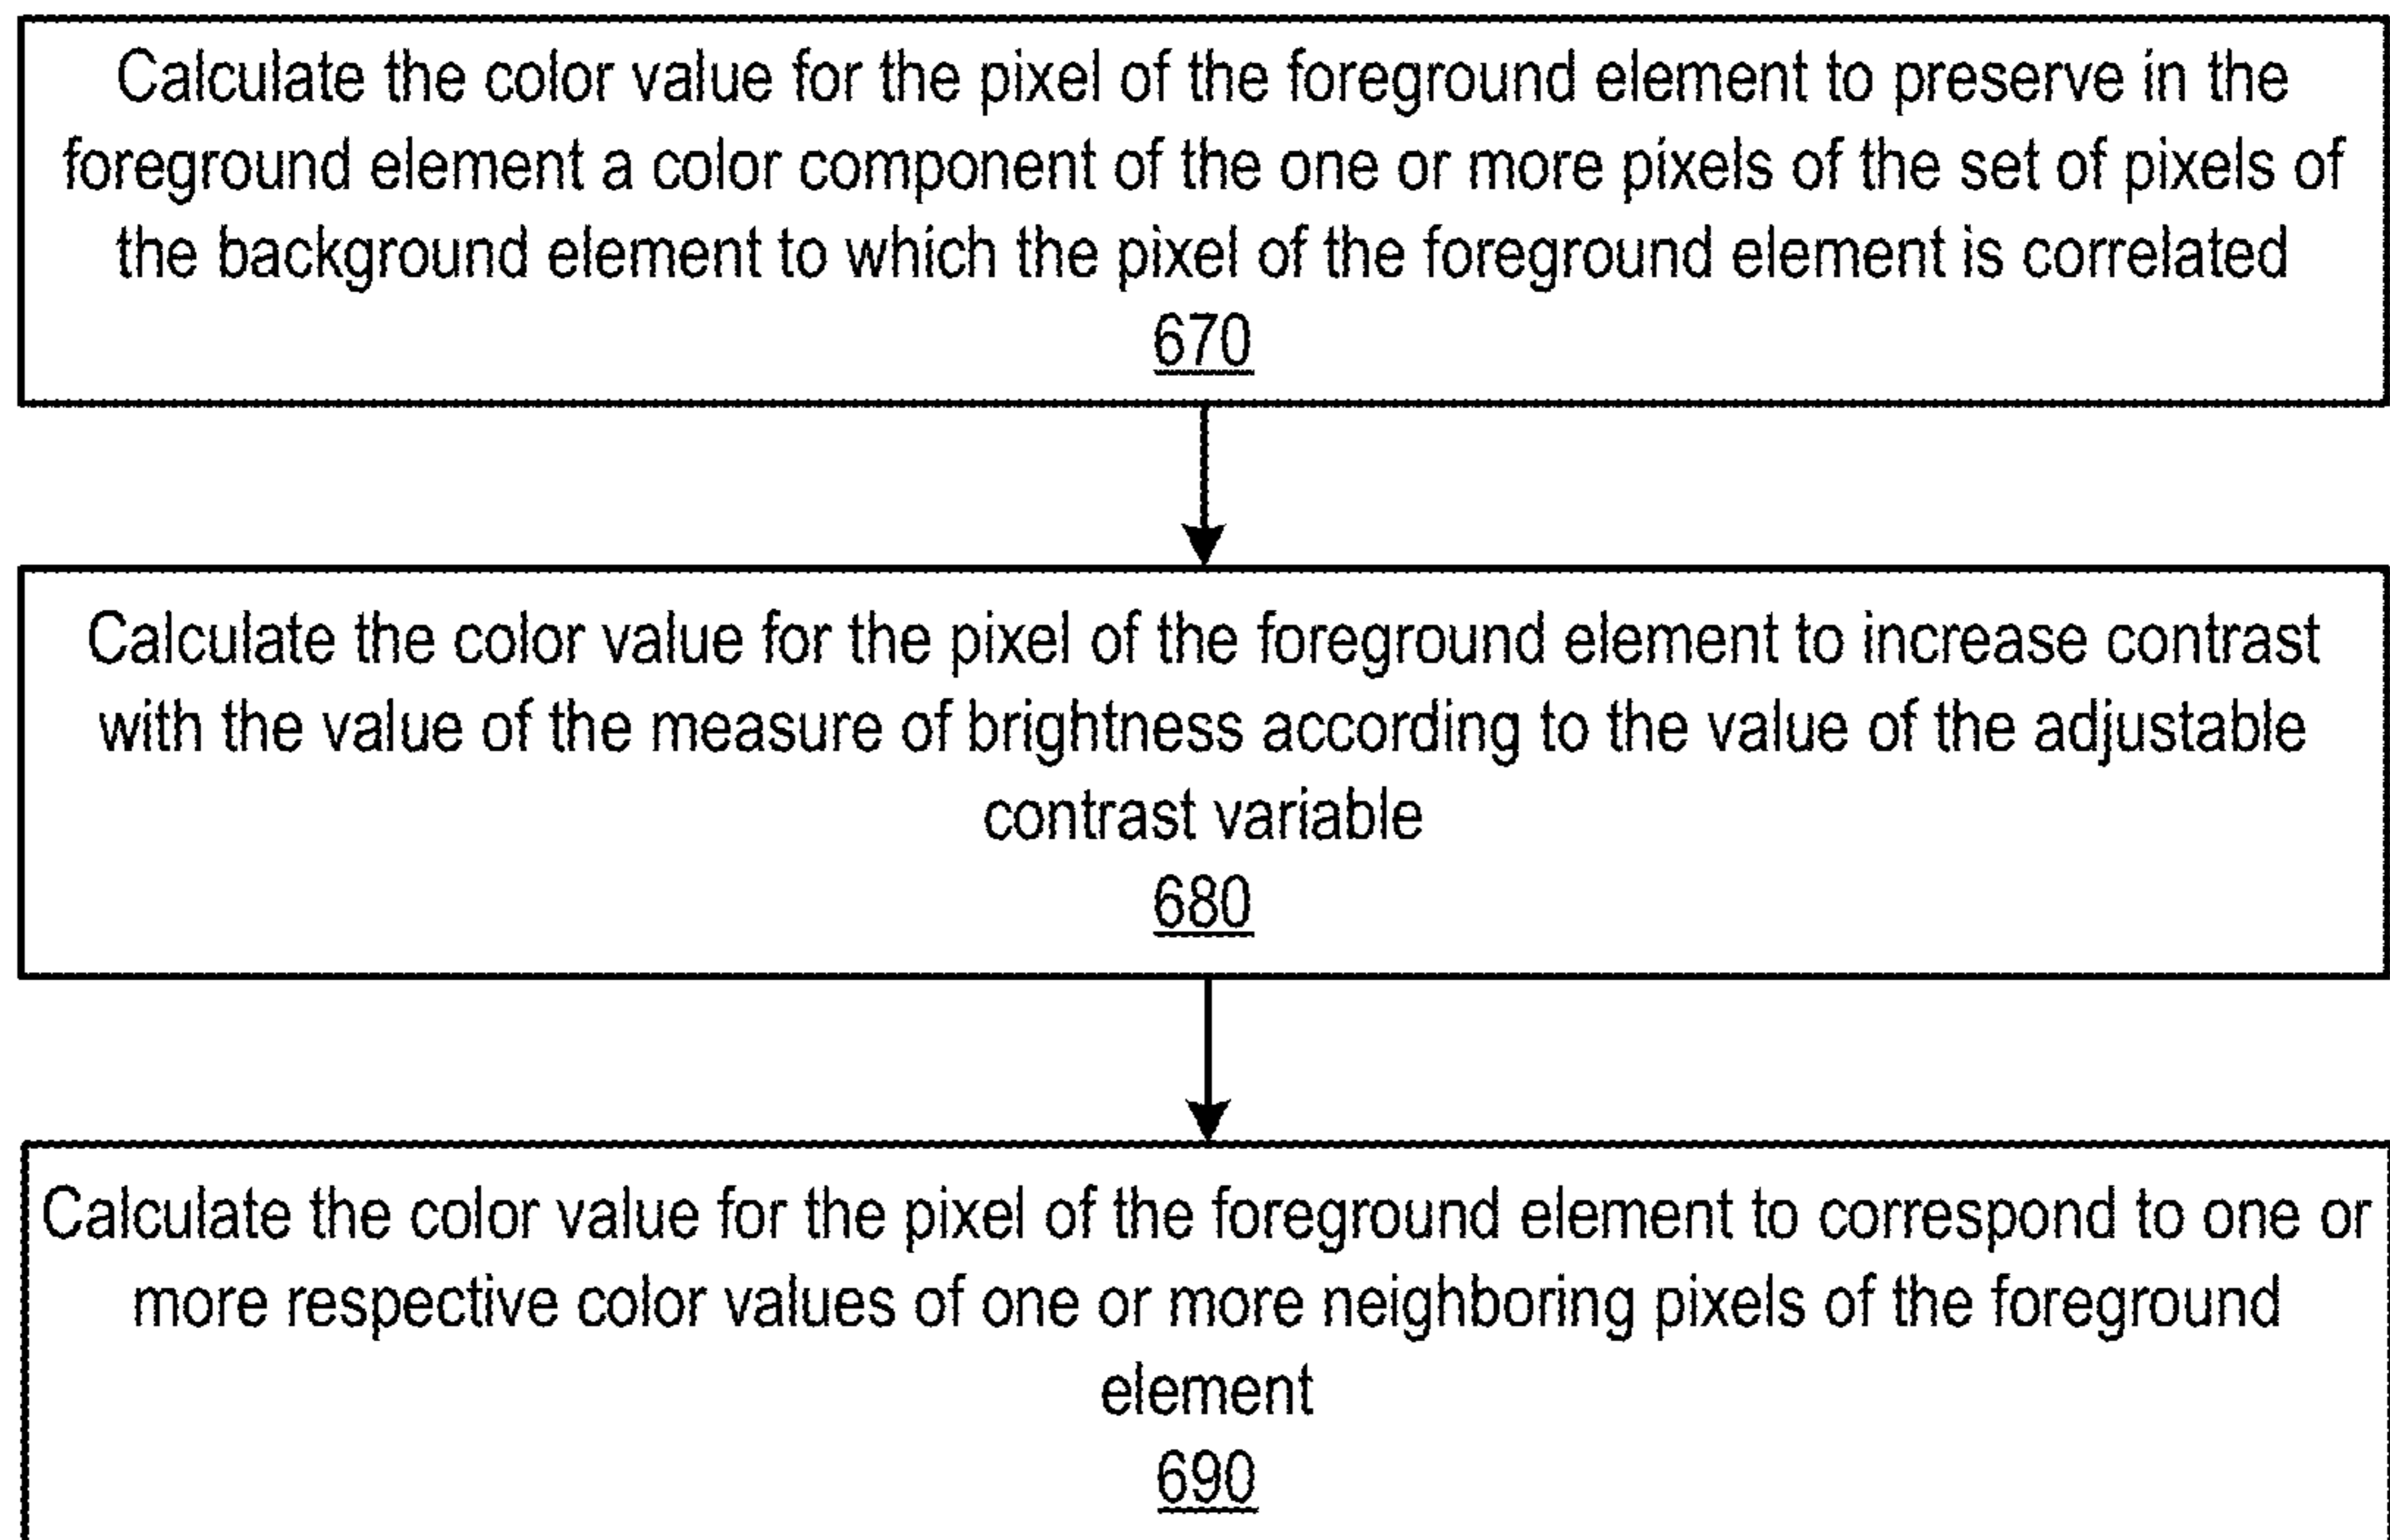 Calculate the color value for the pixel of the foreground element to preserve in the
foreground element a color component of the one or more pixels of the set of pixels of
the background element to which the pixel of the foreground element is correlated
670
Calculate the color value for the pixel of the foreground element to increase contrast
with the value of the measure of brightness according to the value of the adjustable
contrast variable
680
Calculate the color value for the pixel of the foreground element to correspond to one or
more respective color values of one or more neighboring pixels of the foreground
element
690